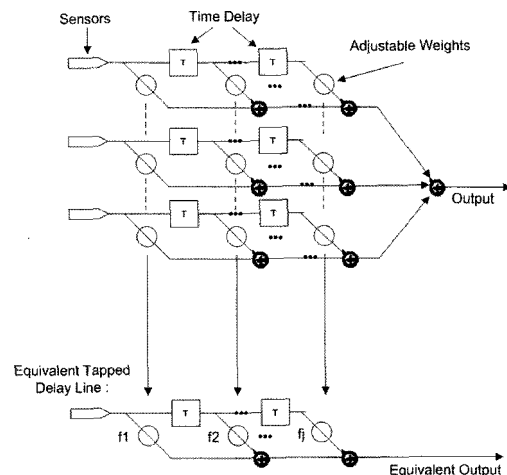 Sensors
Time Delay
Adjustable Weights
T
T
T
T
T
T
Output
Equivalent Tapped
Delay Line :
T
T
f1
f2
fj
Equivalent Output